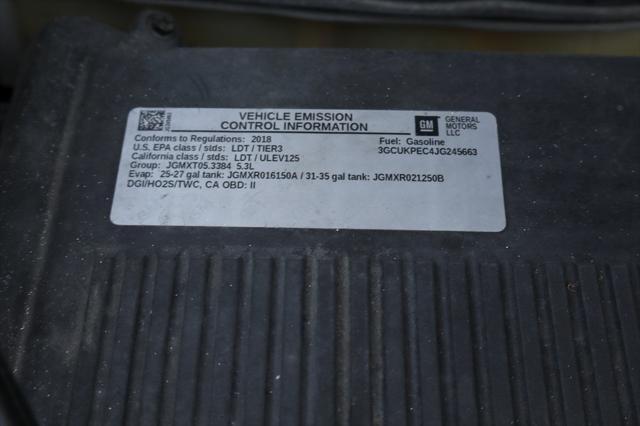 VEHICLE EMISSION
CONTROL INFORMATION
GM
GENERAL
MOTORS
LLC
Conforms to Regulations: 2018
Fuel: Gasoline
U.S. EPA class / stds: LDT / TIER3
3GCUKPEC4JG245663
California class / stds: LDT / ULEV125
Group: JGMXT05.3384 5.3L
Evap: 25-27 gal tank: JGMXR016150A / 31-35 gal tank: JGMXR021250B
DGI/HO2S/TWC, CA OBD: II